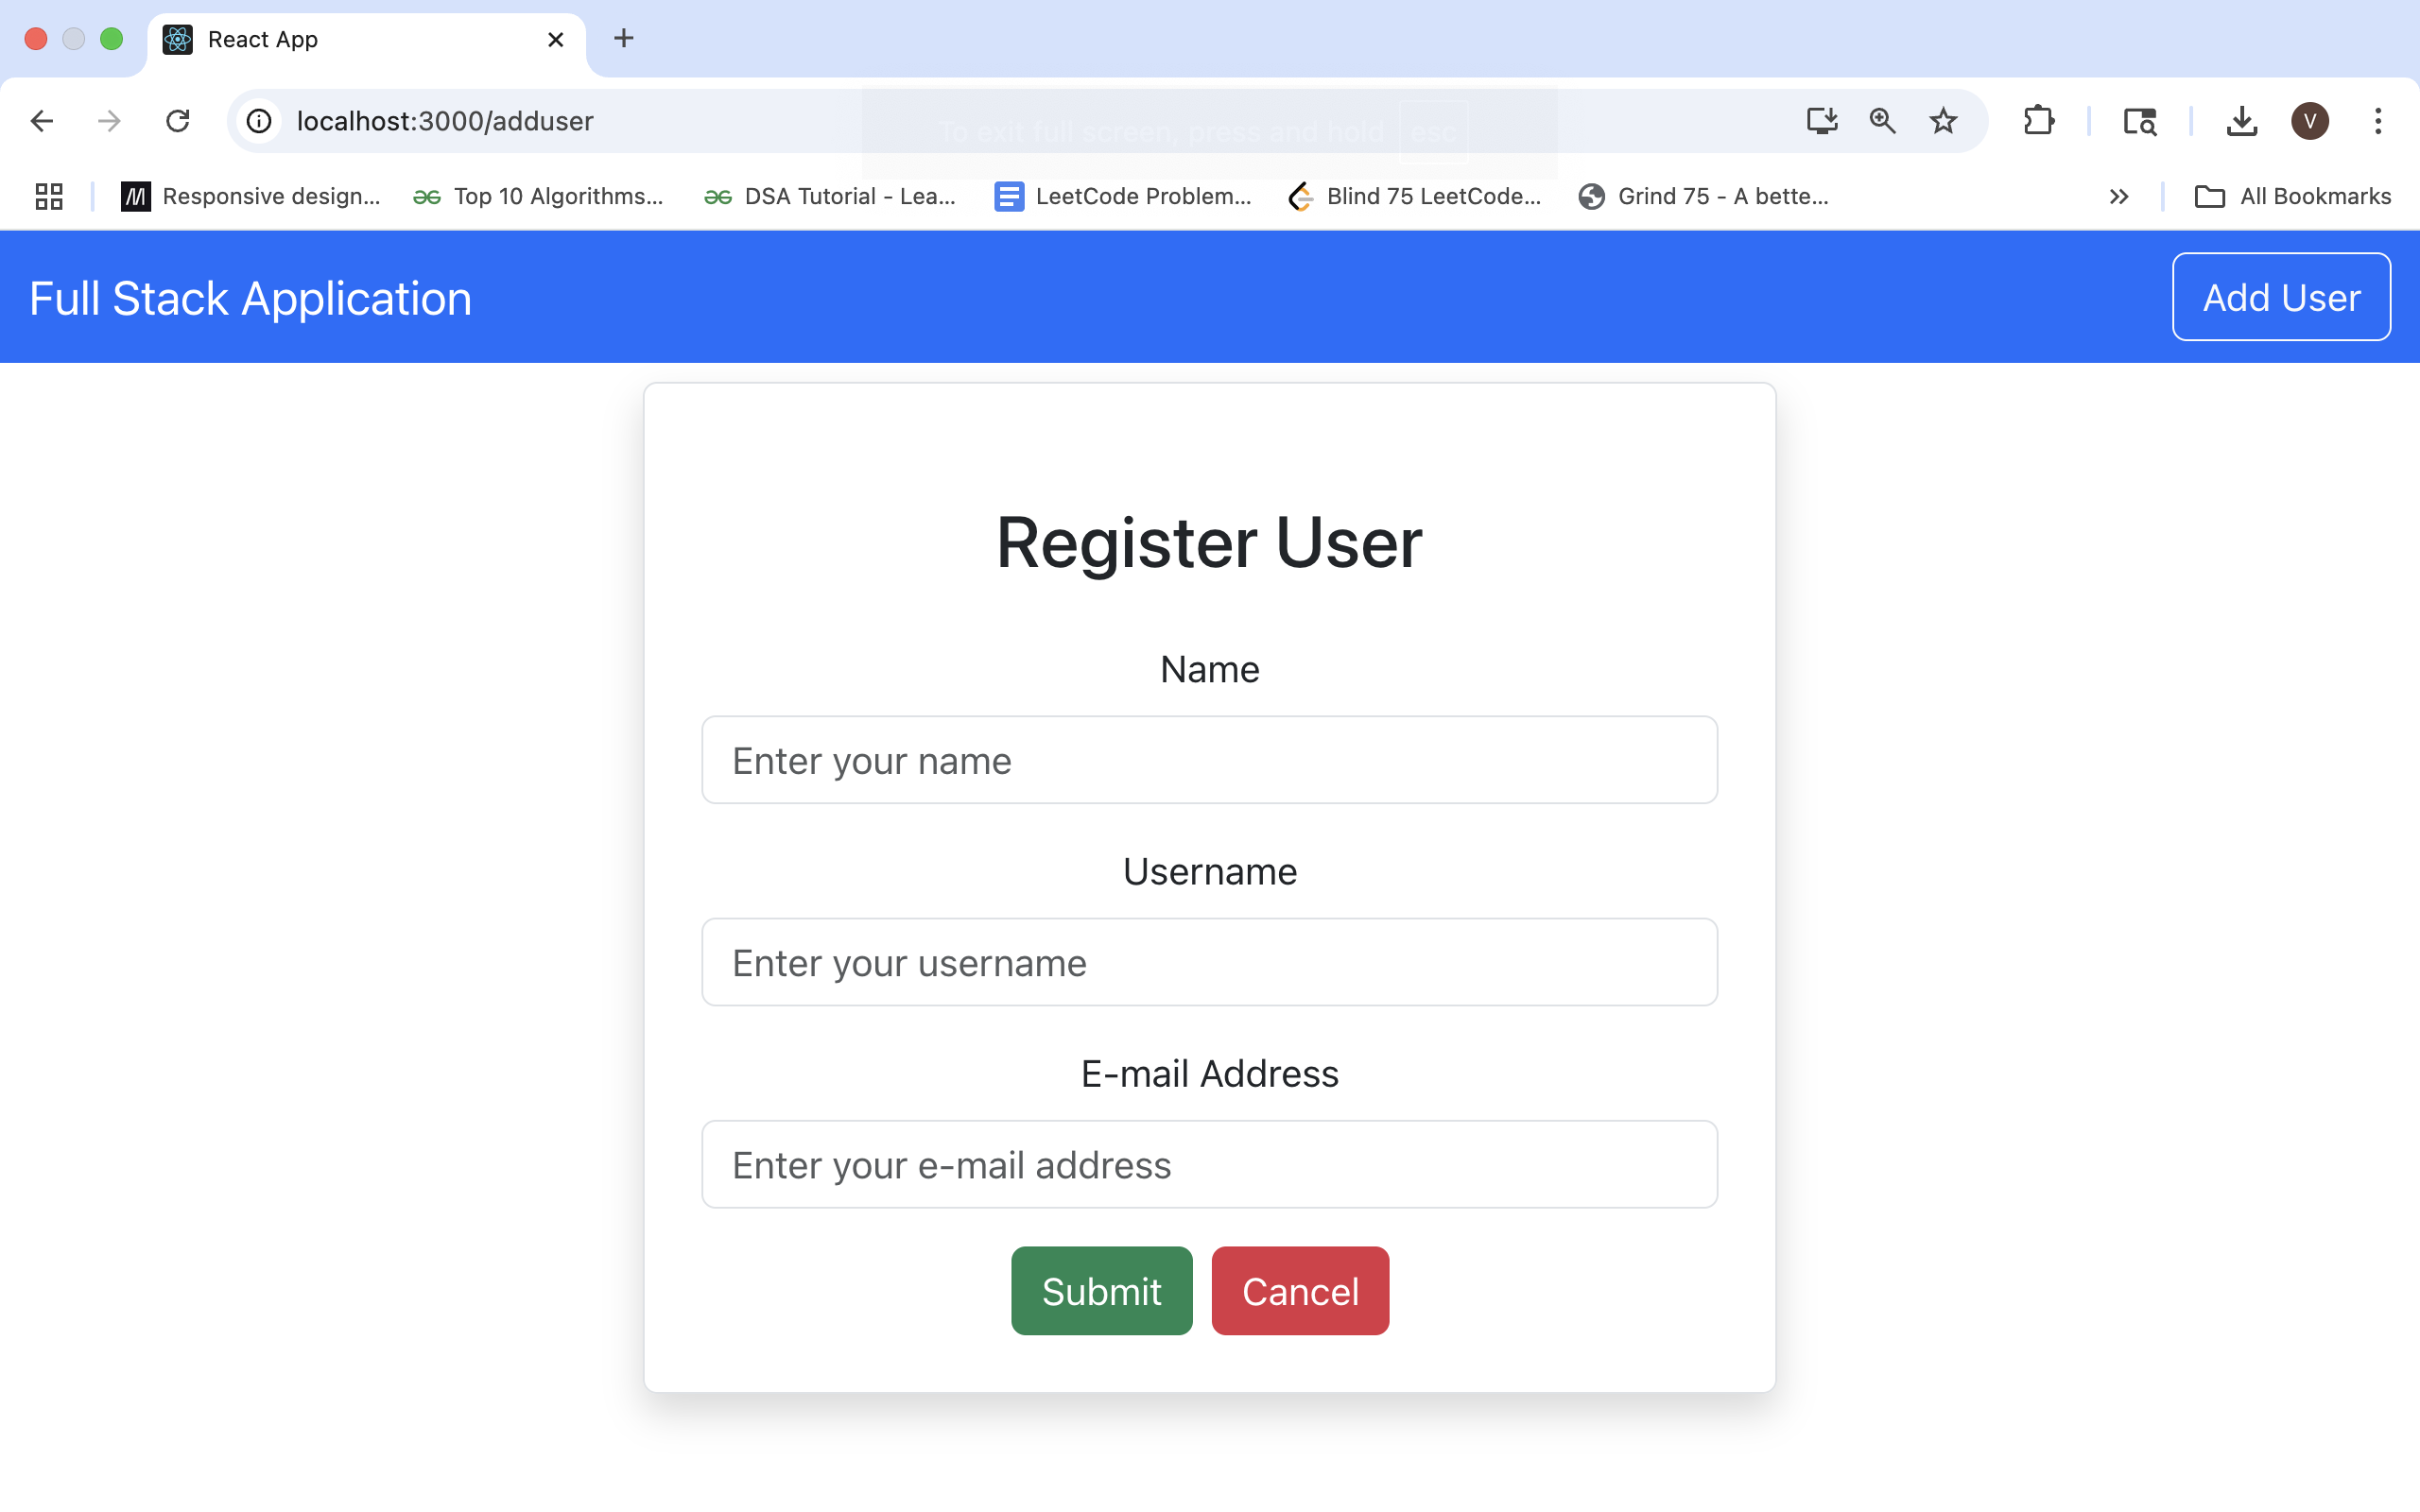 React App
localhost:3000/adduser
To exit full screen, press and hold esc
V
Responsive design... Top 10 Algorithms... DSA Tutorial - Lea... LeetCode Problem... Blind 75 LeetCode... Grind 75 - A bette... All Bookmarks
Full Stack Application Add User
Register User
Name
Enter your name
Username
Enter your username
E-mail Address
Enter your e-mail address
Submit Cancel